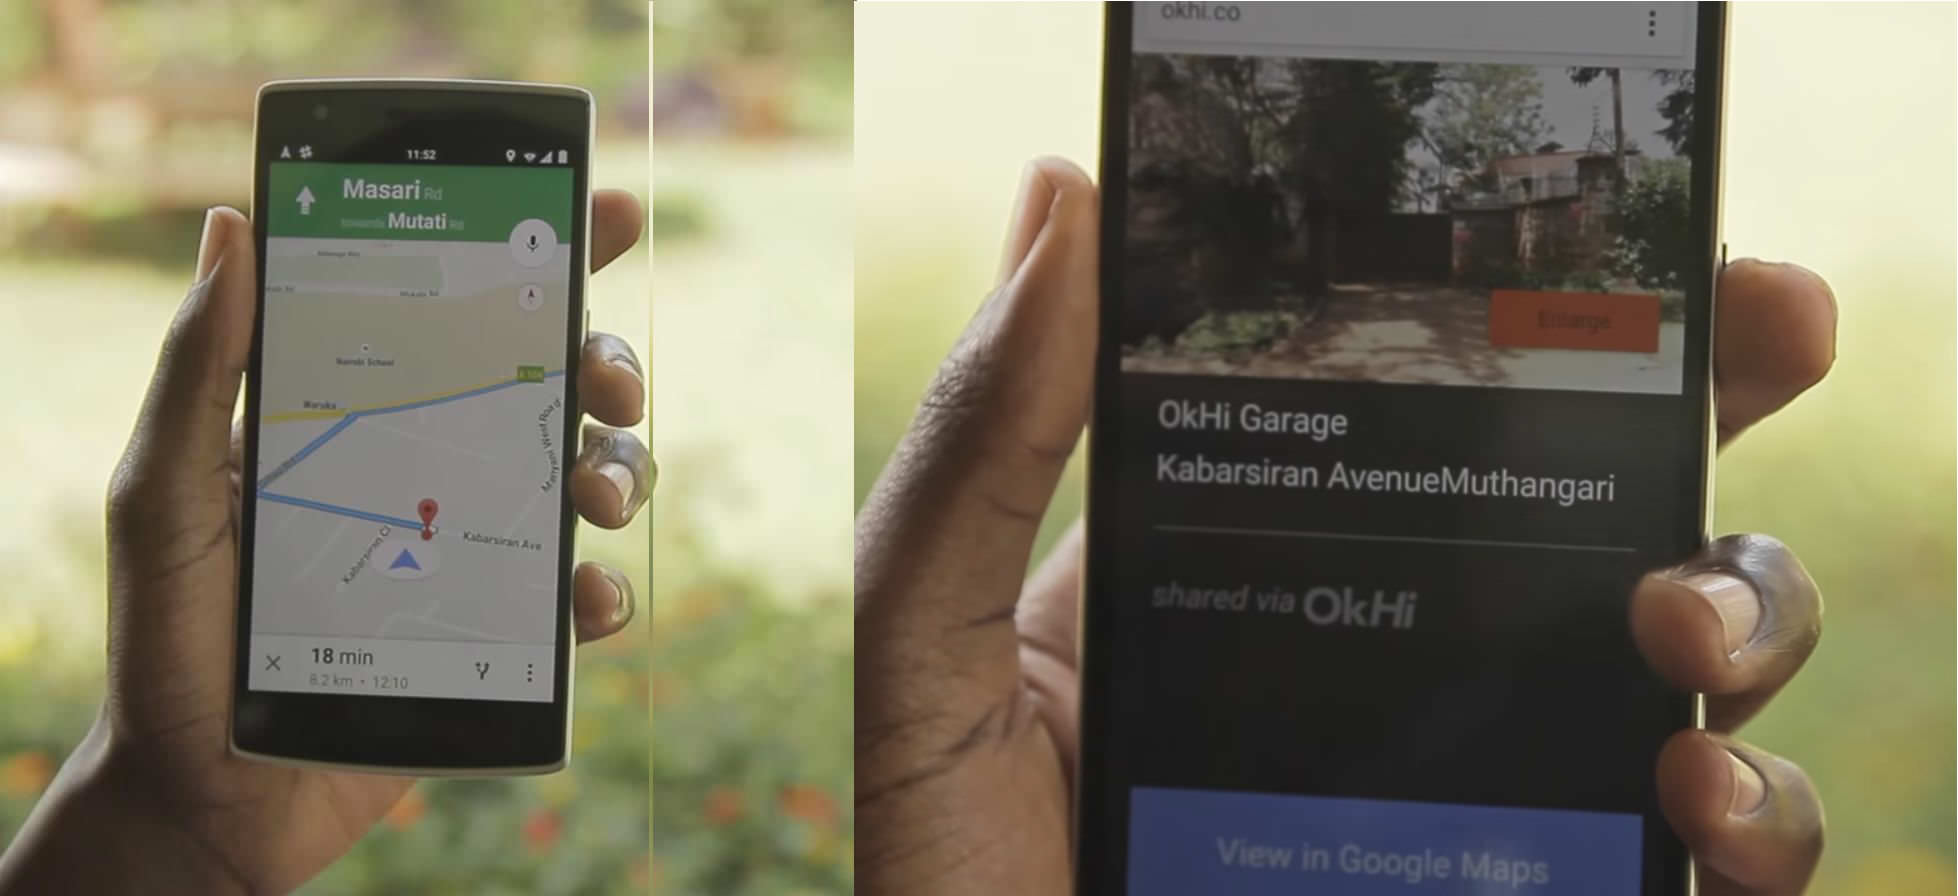 11:52
Masari Rd
towards Mutati Rd
Nairobi School
A 104
Waruku
Manyani West Road
Kabarsiran Cl
Kabarsiran Ave
18 min
8.2 km • 12:10
okhi.co
Enlarge
OkHi Garage
Kabarsiran AvenueMuthangari
shared via OkHi
View in Google Maps